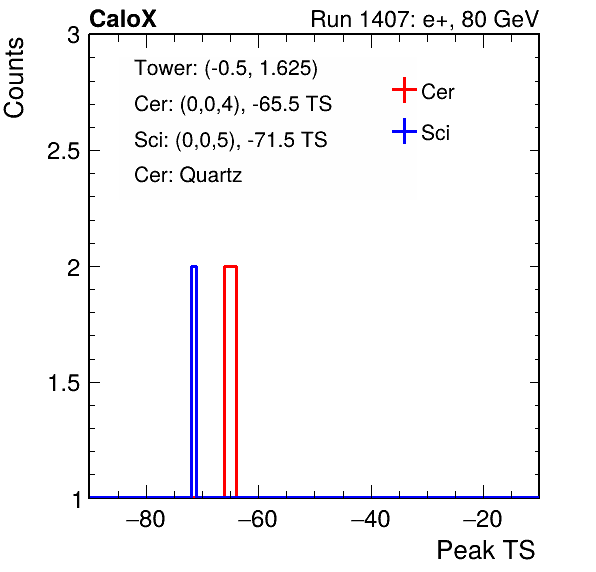 CaloX
Run 1407: e+, 80 GeV
Counts
3
2.5
2
1.5
1
Tower: (-0.5, 1.625)
Cer: (0,0,4), -65.5 TS
Sci: (0,0,5), -71.5 TS
Cer: Quartz
Cer
Sci
−80
−60
−40
−20
Peak TS